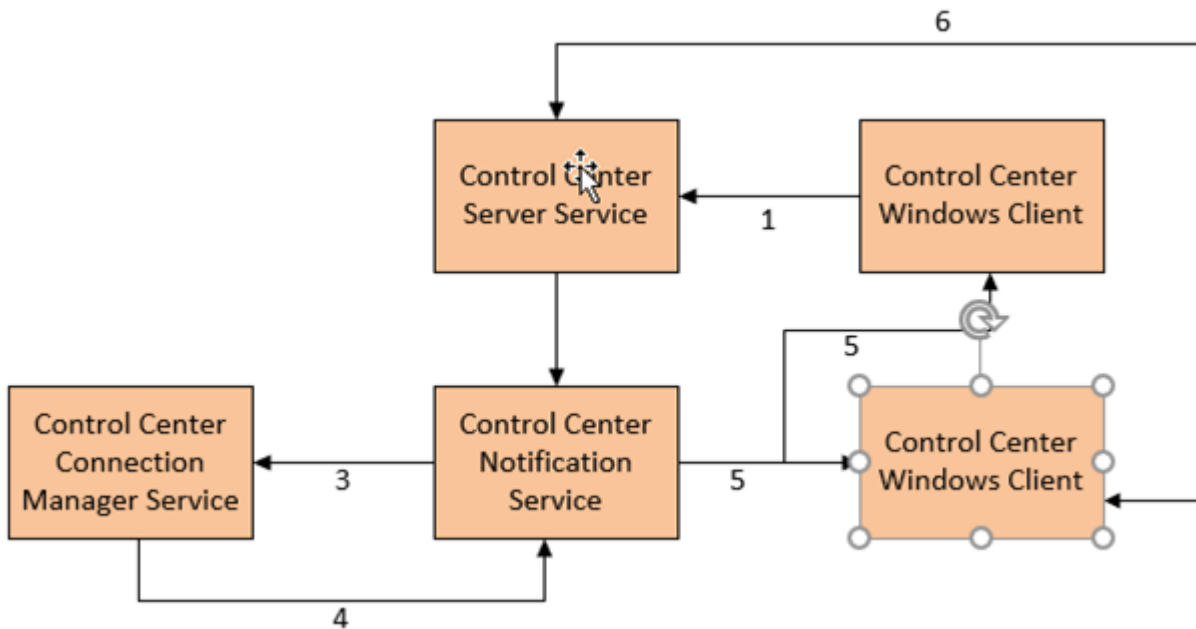 6
Control Center
Server Service
Control Center
Windows Client
1
5
Control Center
Connection
Manager Service
3
Control Center
Notification
Service
5
Control Center
Windows Client
4